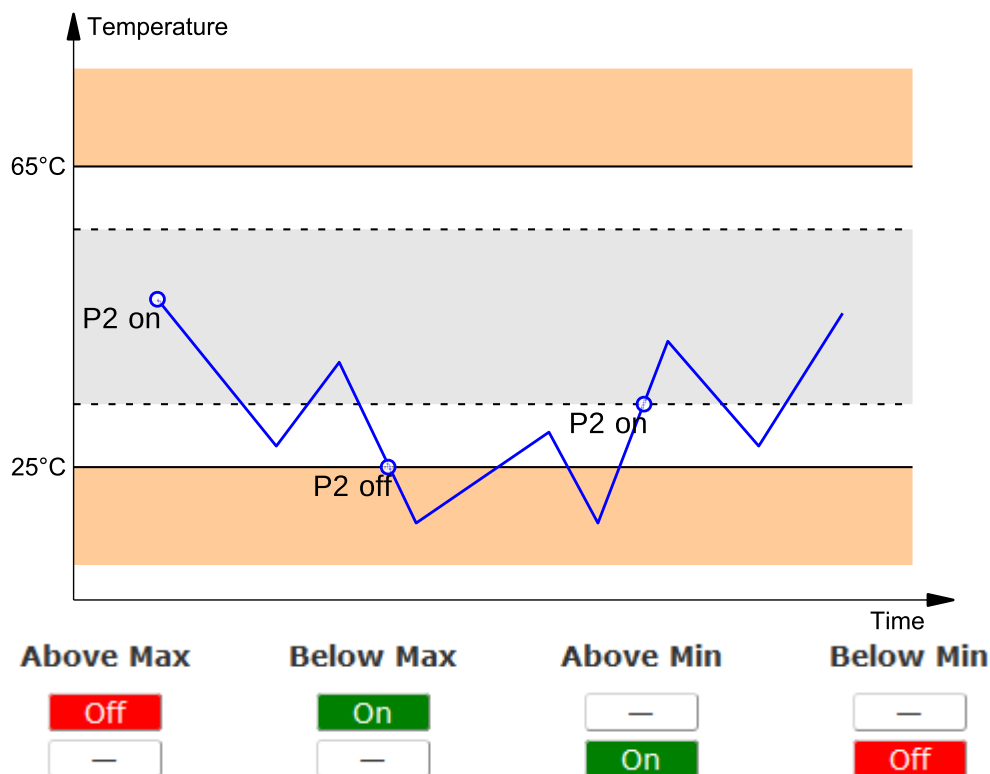 Temperature
65°C
P2 on
P2 on
25°C
P2 off
Time
Above Max Below Max Above Min Below Min
Off On — —
— — On Off